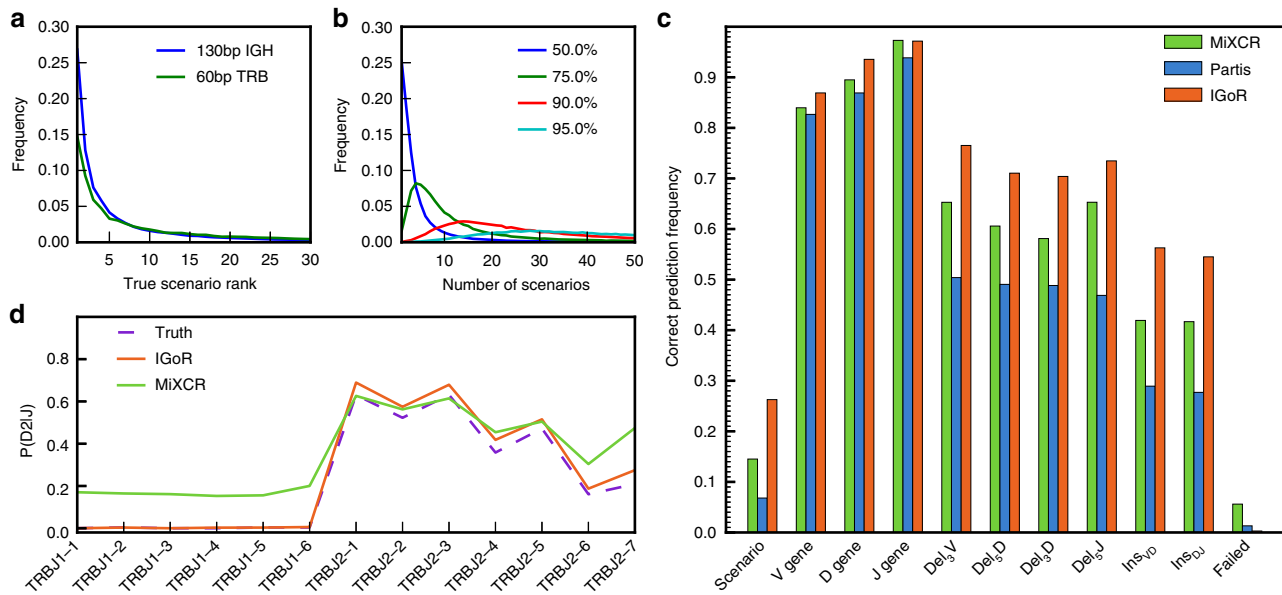 a
0.30
0.25
0.20
0.15
0.10
0.05
0.00
Frequency
130bp IGH
60bp TRB
5
10
15
20
25
30
True scenario rank
b
0.30
0.25
0.20
0.15
0.10
0.05
0.00
Frequency
50.0%
75.0%
90.0%
95.0%
10
20
30
40
50
Number of scenarios
c
0.9
0.8
0.7
0.6
0.5
0.4
0.3
0.2
0.1
0.0
Correct prediction frequency
MiXCR
Partis
IGoR
Scenario
V gene
D gene
J gene
Del₃V
Del₅D
Del₃D
Del₅J
Ins_VD
Ins_DJ
Failed
d
0.8
0.6
0.4
0.2
0.0
P(D2IJ)
Truth
IGoR
MiXCR
TRBJ1–1
TRBJ1–2
TRBJ1–3
TRBJ1–4
TRBJ1–5
TRBJ1–6
TRBJ2–1
TRBJ2–2
TRBJ2–3
TRBJ2–4
TRBJ2–5
TRBJ2–6
TRBJ2–7